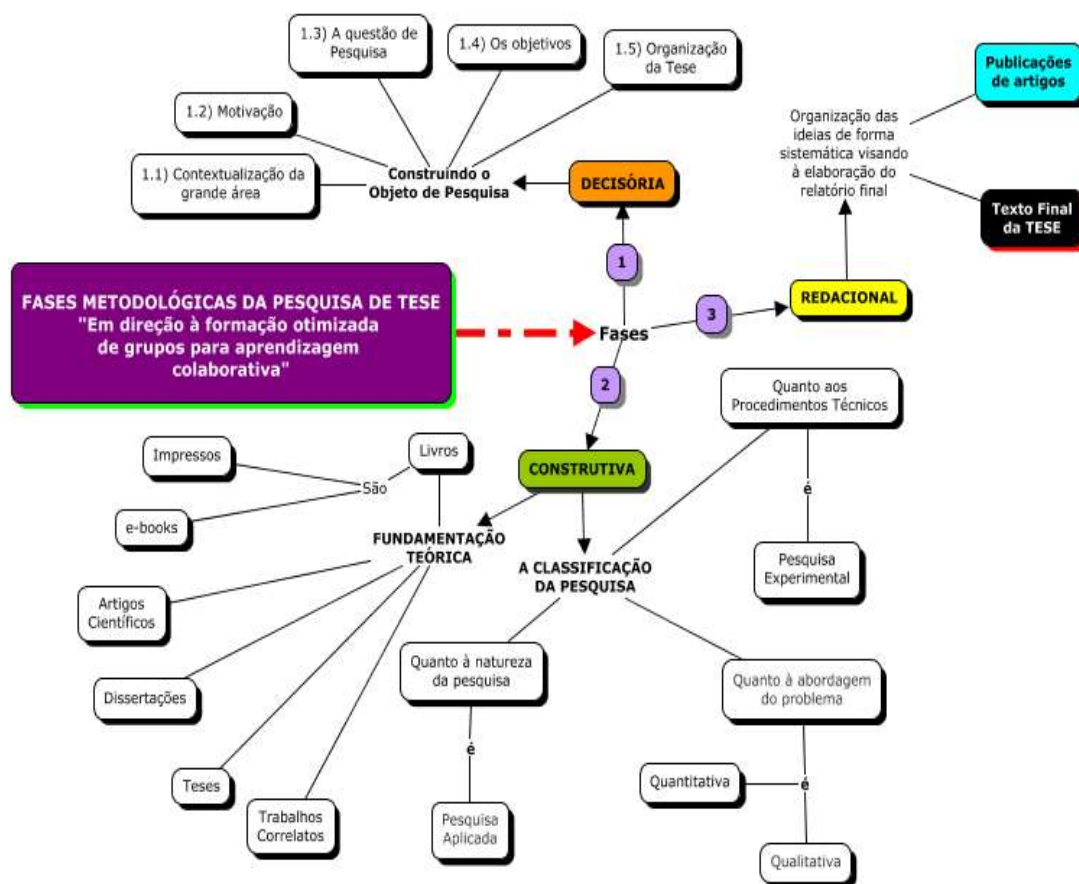 1.3) A questão de
Pesquisa
1.4) Os objetivos
1.5) Organização
da Tese
1.2) Motivação
1.1) Contextualização da
grande área
Construindo o
Objeto de Pesquisa
DECISÓRIA
Publicações
de artigos
Organização das
ideias de forma
sistemática visando
à elaboração do
relatório final
Texto Final
da TESE
1
FASES METODOLÓGICAS DA PESQUISA DE TESE
"Em direção à formação otimizada
de grupos para aprendizagem
colaborativa"
Fases
3
REDACIONAL
2
CONSTRUTIVA
Quanto aos
Procedimentos Técnicos
é
Pesquisa
Experimental
Impressos
Livros
São
e-books
FUNDAMENTAÇÃO
TEÓRICA
A CLASSIFICAÇÃO
DA PESQUISA
Artigos
Científicos
Dissertações
Teses
Trabalhos
Correlatos
Quanto à natureza
da pesquisa
é
Pesquisa
Aplicada
Quanto à abordagem
do problema
Quantitativa
é
Qualitativa